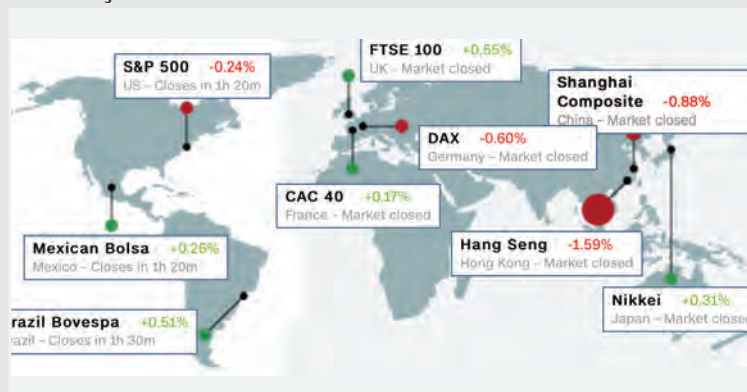 S&P 500 -0.24%
US – Closes in 1h 20m
FTSE 100 +0.55%
UK – Market closed
Shanghai
Composite -0.88%
China – Market closed
DAX -0.60%
Germany – Market closed
CAC 40 +0.17%
France – Market closed
Mexican Bolsa +0.26%
Mexico – Closes in 1h 20m
Hang Seng -1.59%
Hong Kong – Market closed
Nikkei +0.31%
Japan – Market closed
razil Bovespa +0.51%
azil – Closes in 1h 30m